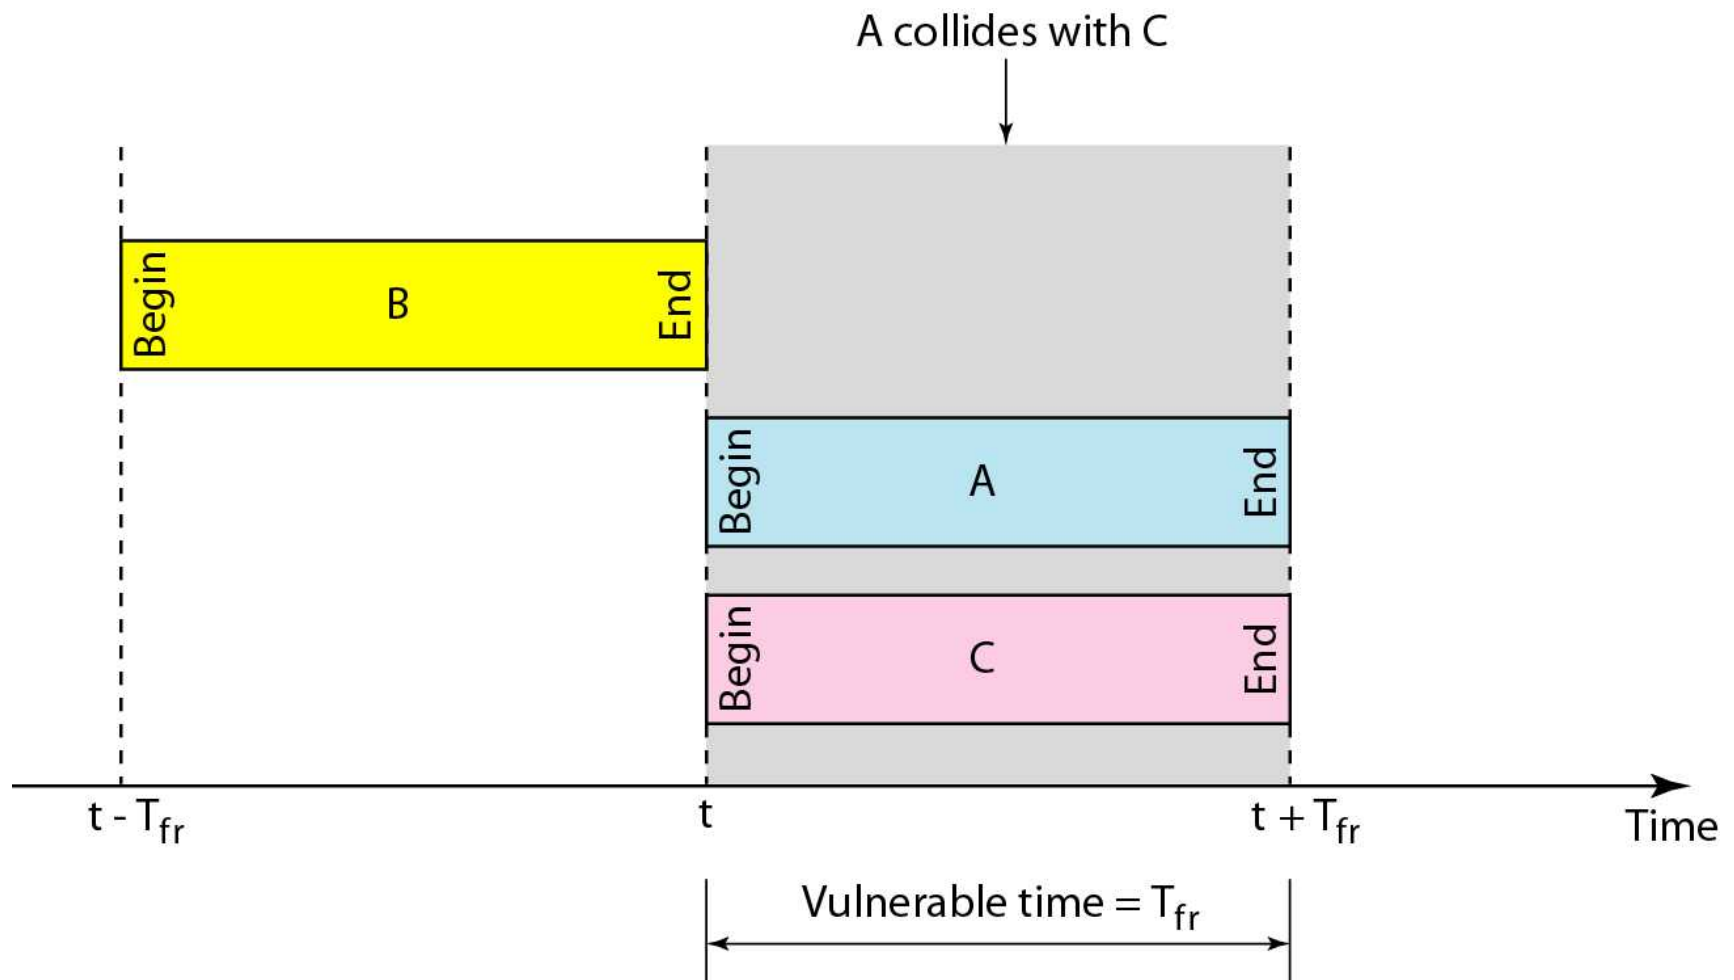 A collides with C
Begin B End
Begin A End
Begin C End
t - Tfr t t + Tfr
Time
Vulnerable time = Tfr